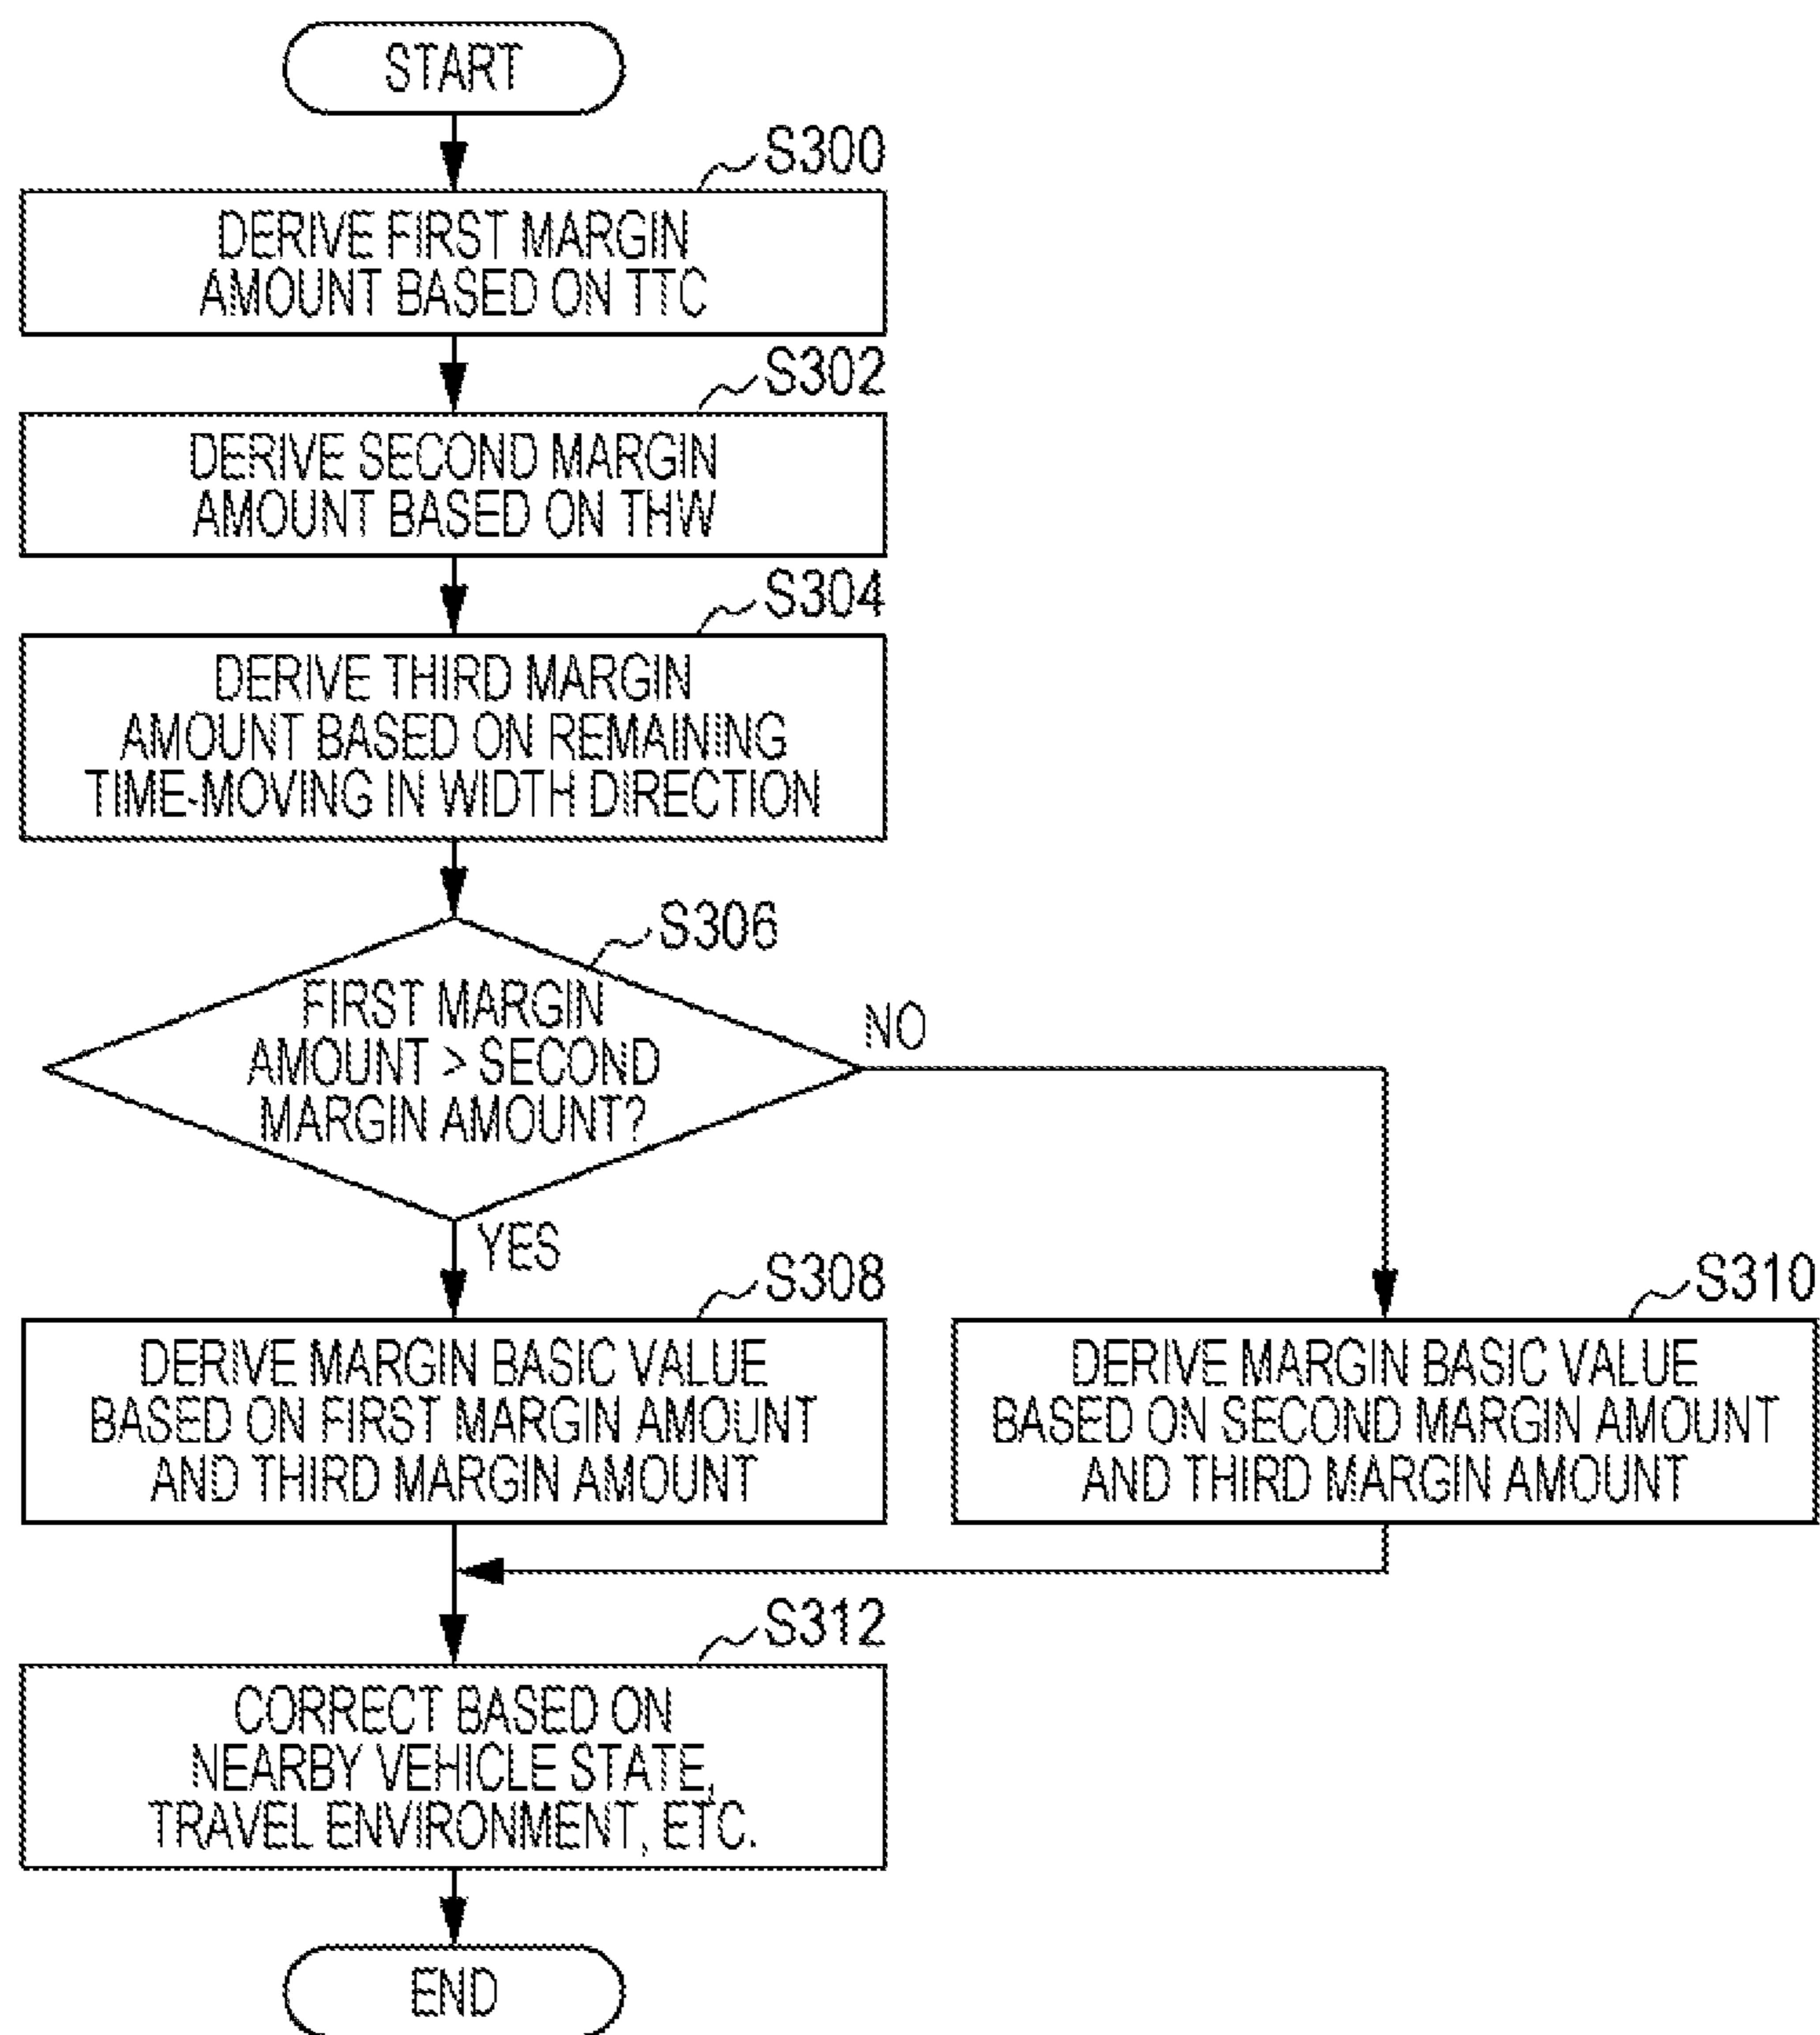 START
S300
DERIVE FIRST MARGIN
AMOUNT BASED ON TTC
S302
DERIVE SECOND MARGIN
AMOUNT BASED ON THW
S304
DERIVE THIRD MARGIN
AMOUNT BASED ON REMAINING
TIME-MOVING IN WIDTH DIRECTION
S306
FIRST MARGIN
AMOUNT > SECOND
MARGIN AMOUNT?
NO
YES
S308
DERIVE MARGIN BASIC VALUE
BASED ON FIRST MARGIN AMOUNT
AND THIRD MARGIN AMOUNT
S310
DERIVE MARGIN BASIC VALUE
BASED ON SECOND MARGIN AMOUNT
AND THIRD MARGIN AMOUNT
S312
CORRECT BASED ON
NEARBY VEHICLE STATE,
TRAVEL ENVIRONMENT, ETC.
END